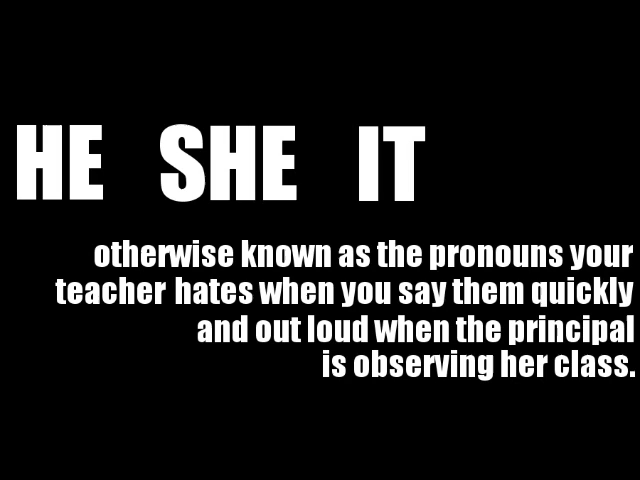 HE SHE IT
otherwise known as the pronouns your
teacher hates when you say them quickly
and out loud when the principal
is observing her class.